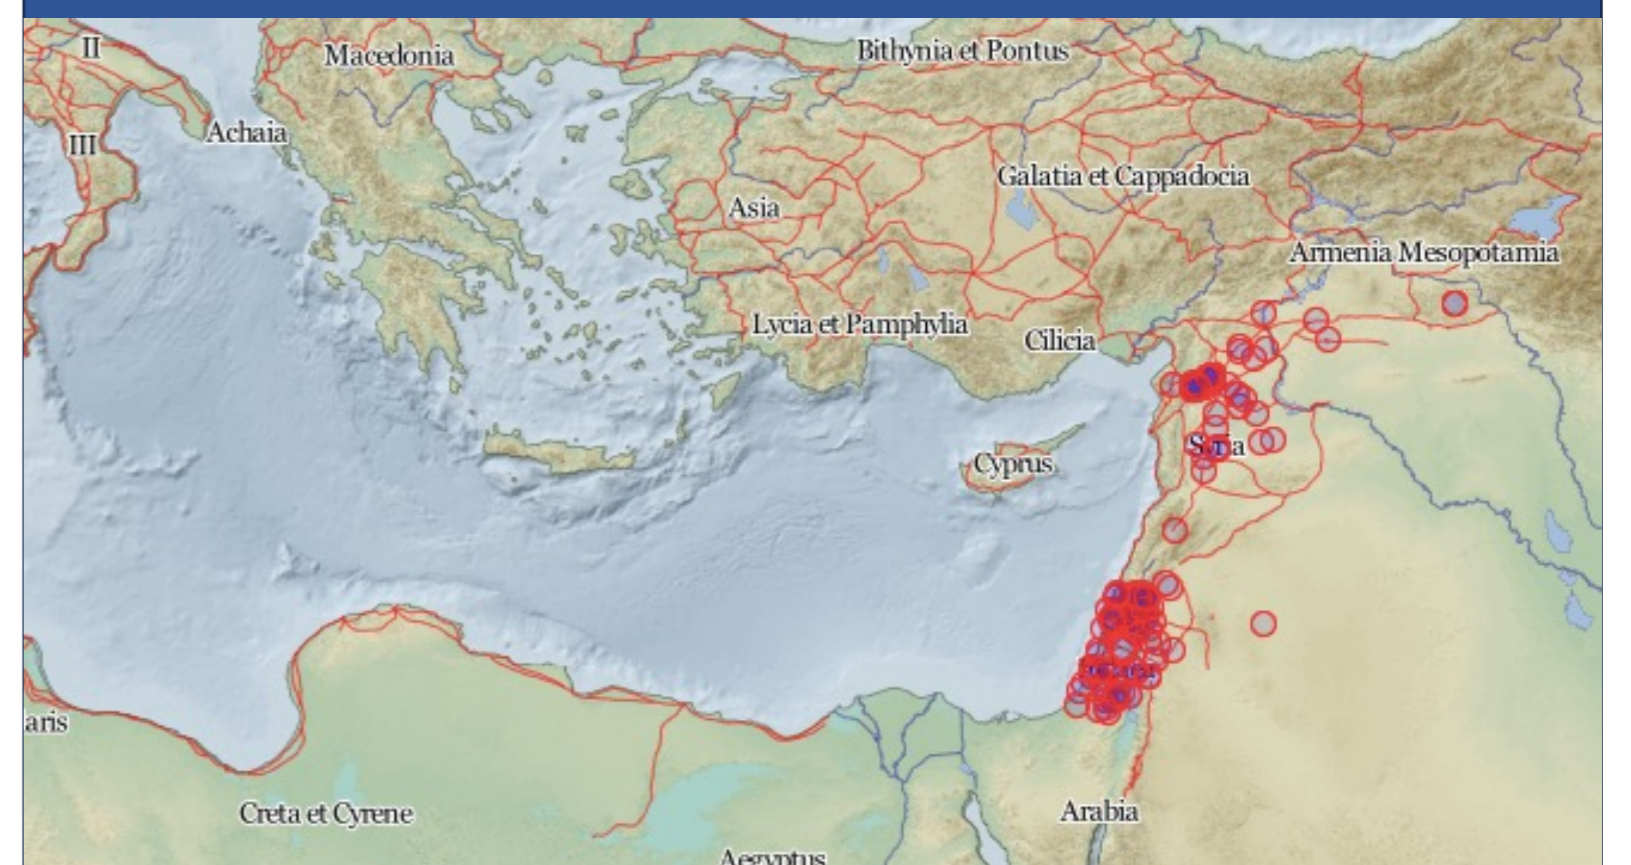 II
Macedonia
Bithynia et Pontus
Achaia
III
Galatia et Cappadocia
Asia
Armenia Mesopotamia
Lycia et Pamphylia
Cilicia
Cyprus
aris
Creta et Cyrene
Arabia
Aegyptus